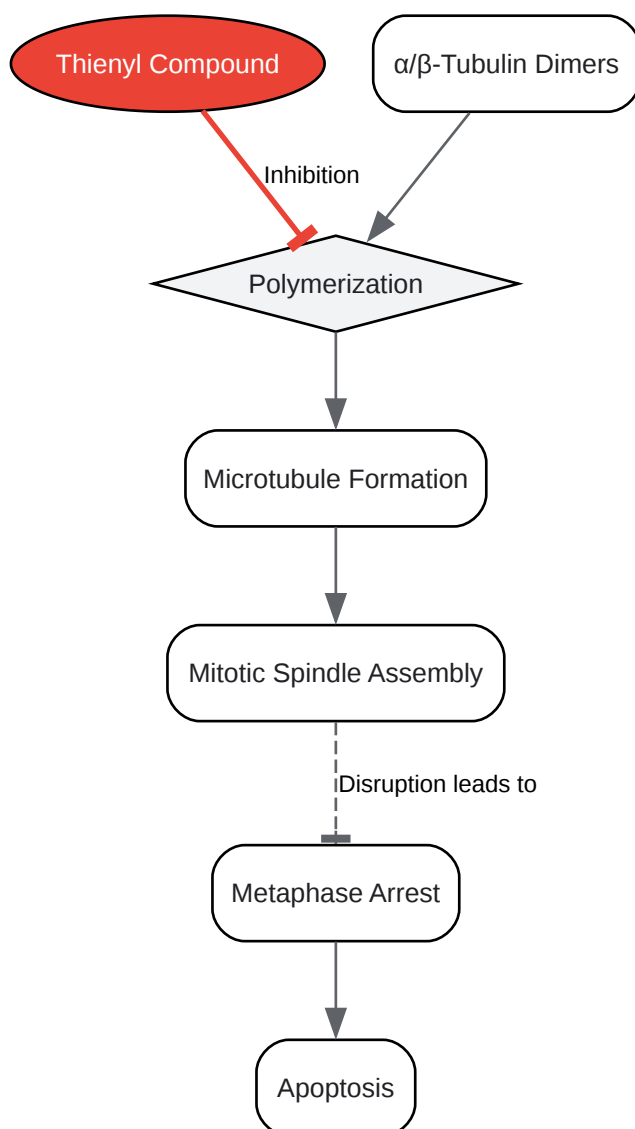 Thienyl Compound
α/β-Tubulin Dimers
Inhibition
Polymerization
Microtubule Formation
Mitotic Spindle Assembly
Disruption leads to
Metaphase Arrest
Apoptosis